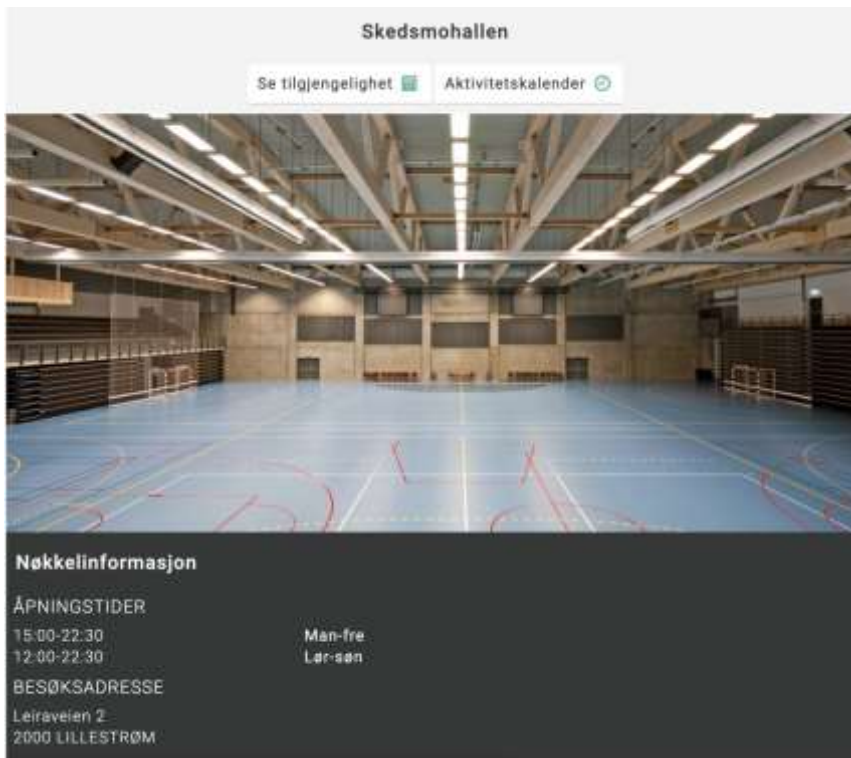 Skedsmohallen
Se tilgjengelighet Aktivitetskalender
Nøkkelinformasjon
ÅPNINGSTIDER
15:00-22:30 Man-fre
12:00-22:30 Lør-søn
BESØKSADRESSE
Leiraveien 2
2000 LILLESTRØM